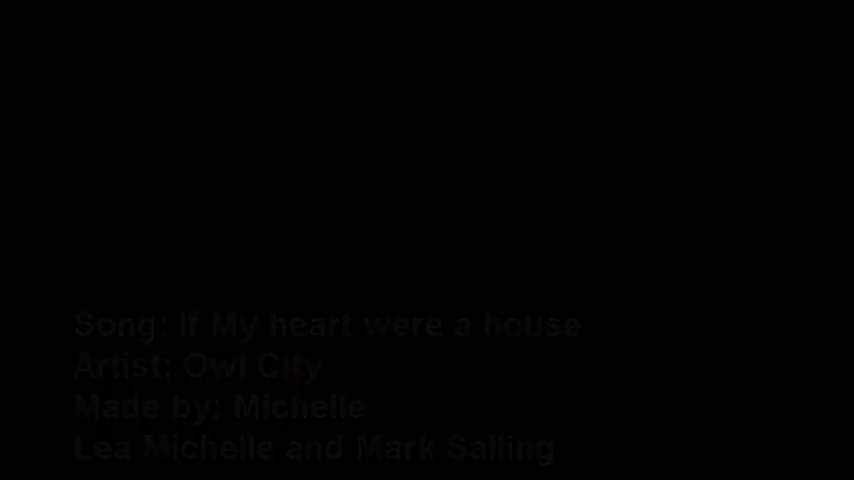 Song: If My heart were a house
Artist: Owl City
Made by: Michelle
Lea Michelle and Mark Salling